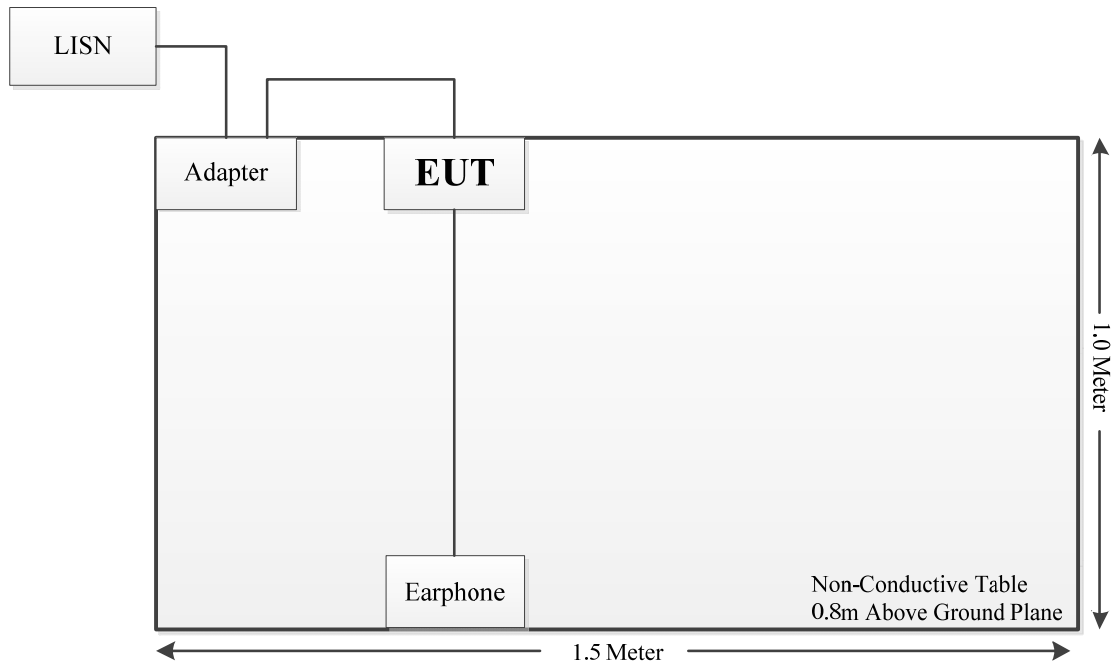 LISN
Adapter
EUT
1.0 Meter
Earphone
Non-Conductive Table
0.8m Above Ground Plane
1.5 Meter